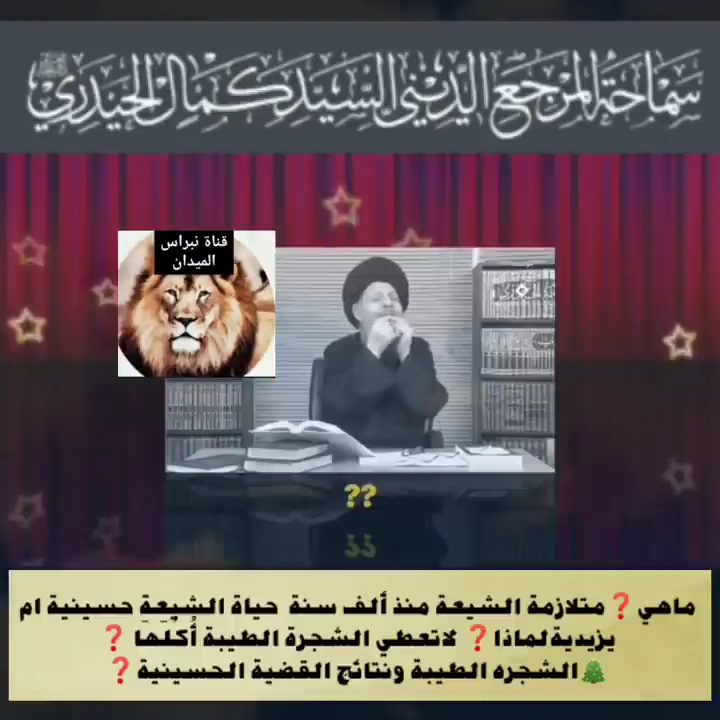 سماحة المرجع الديني السيد كمال الحيدري
قناة نبراس
الميدان
??
ماهي❓متلازمة الشيعة منذ ألف سنة حياة الشيعة حسينية ام
يزيدية لماذا❓لاتعطي الشجرة الطيبة أُكلها❓
🌲الشجره الطيبة ونتائج القضية الحسينية❓